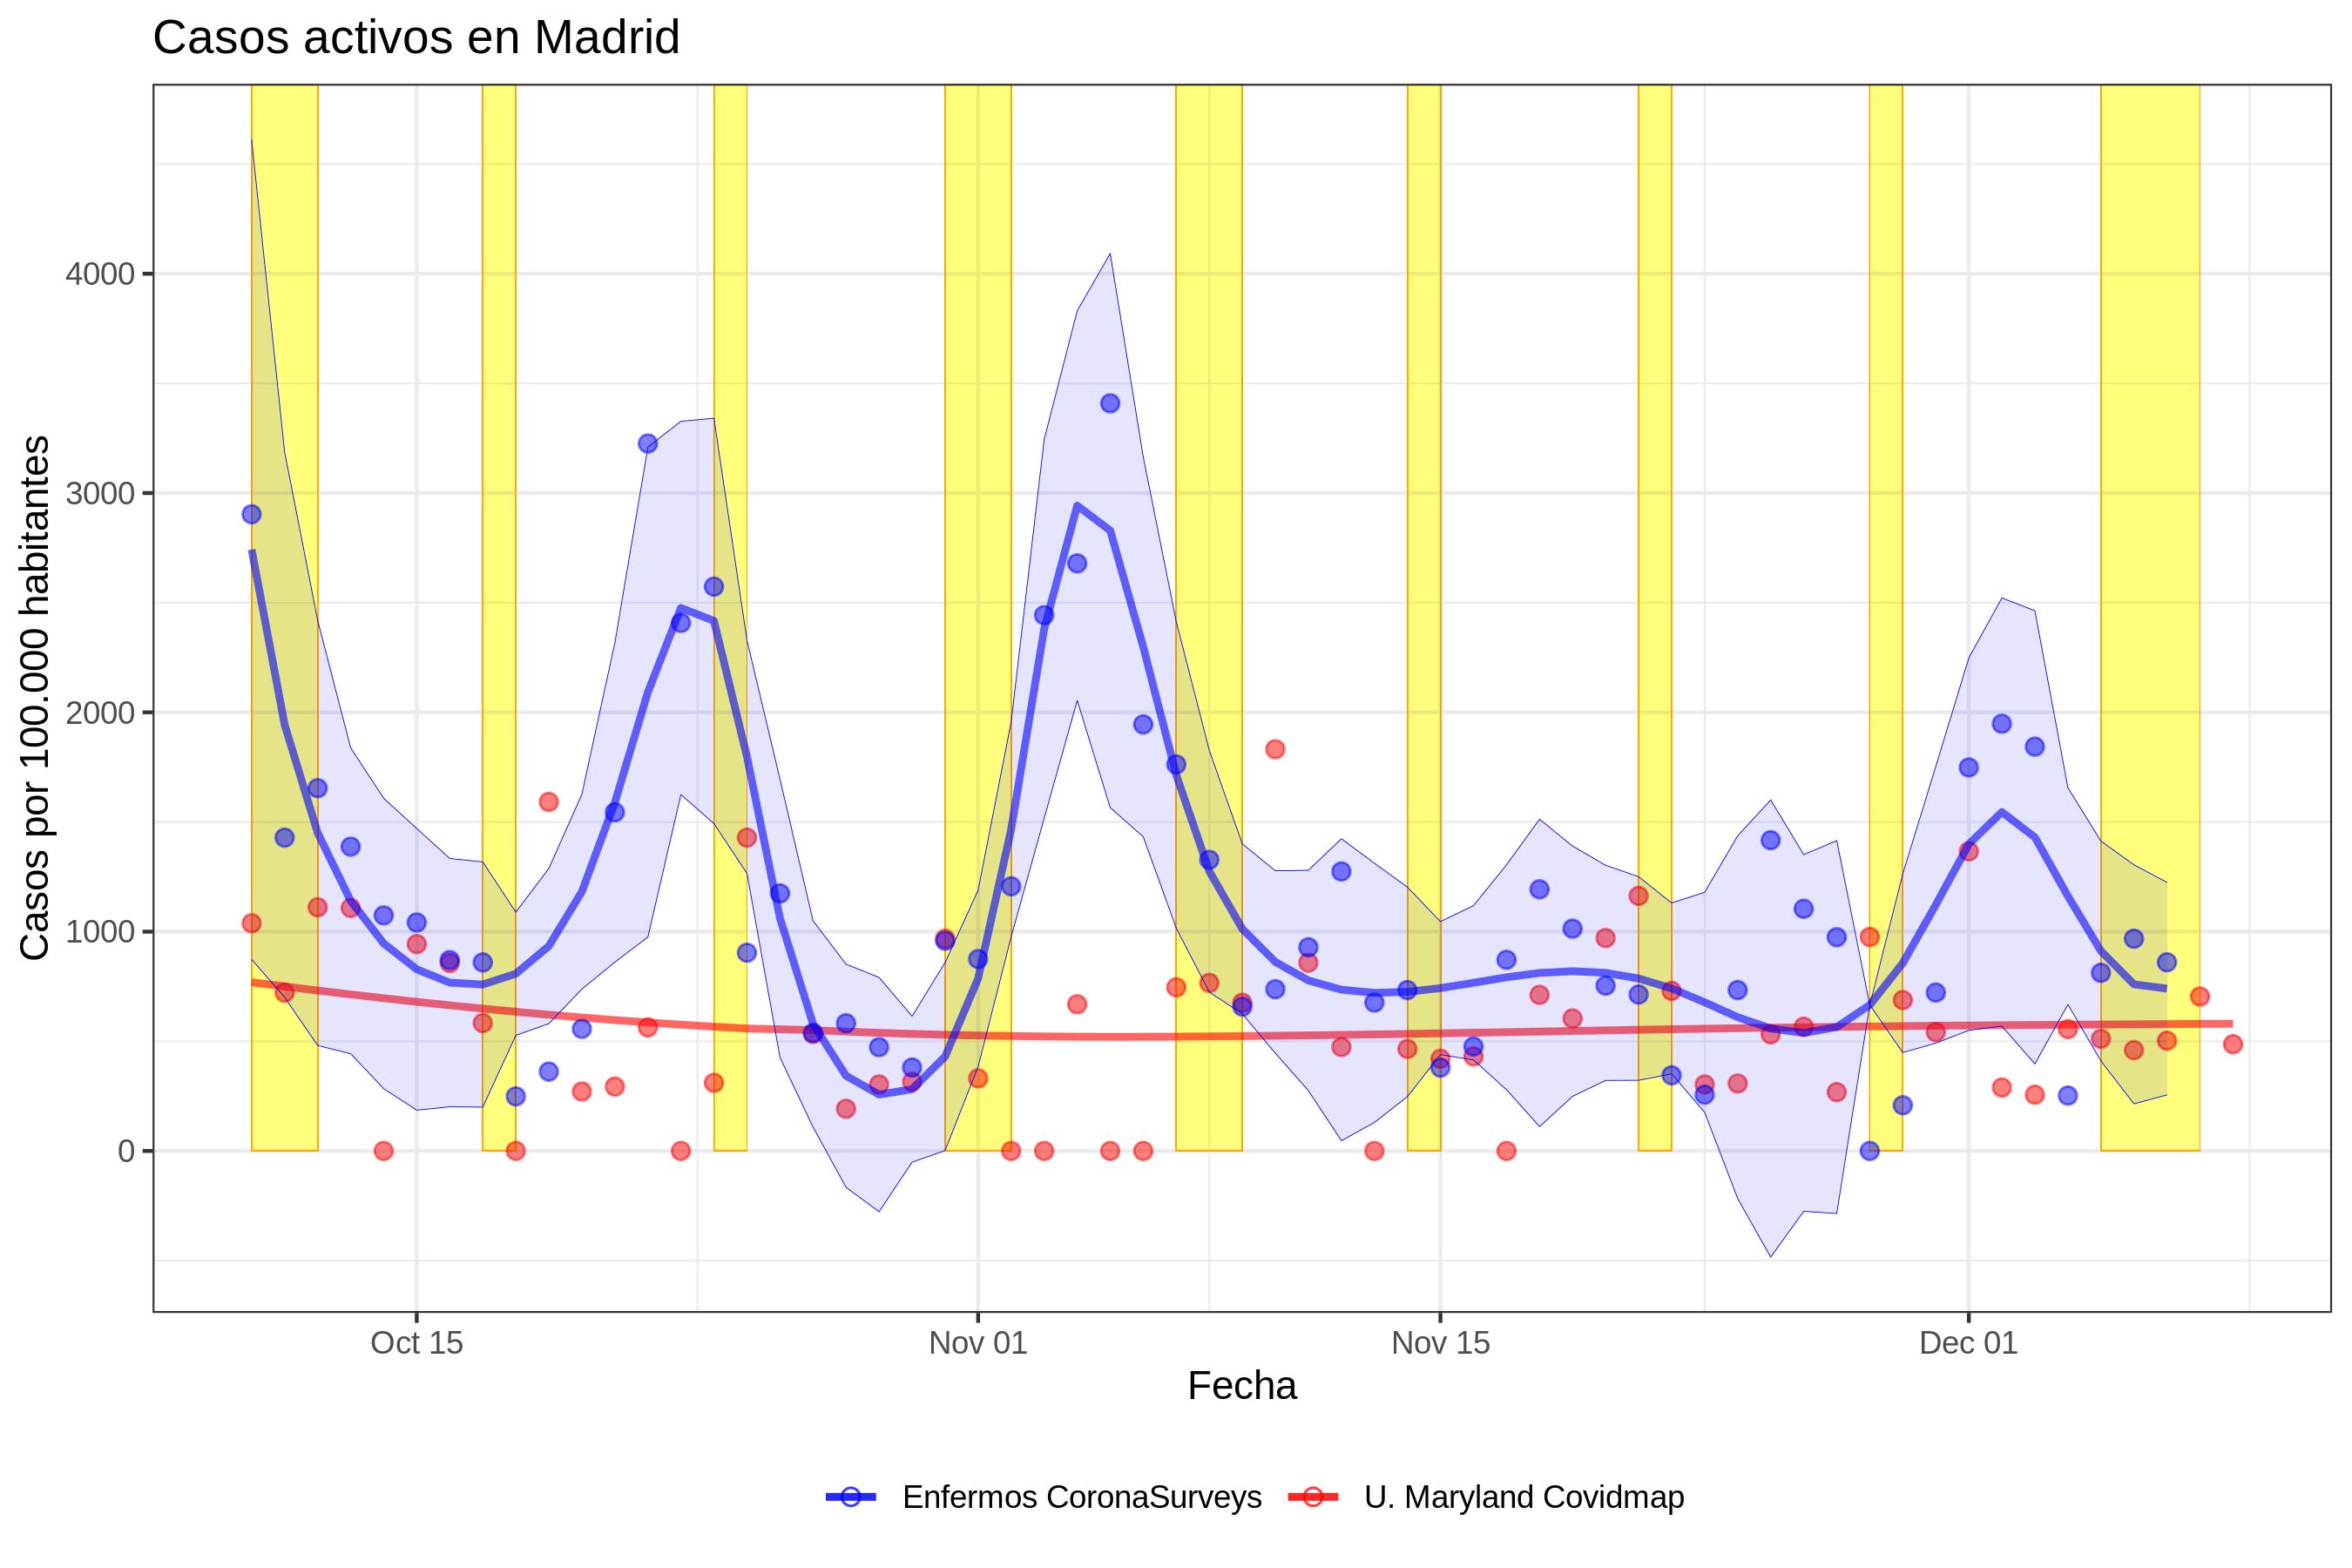 Casos activos en Madrid
Casos por 100.000 habitantes
4000
3000
2000
1000
0
Oct 15
Nov 01
Nov 15
Dec 01
Fecha
Enfermos CoronaSurveys
U. Maryland Covidmap